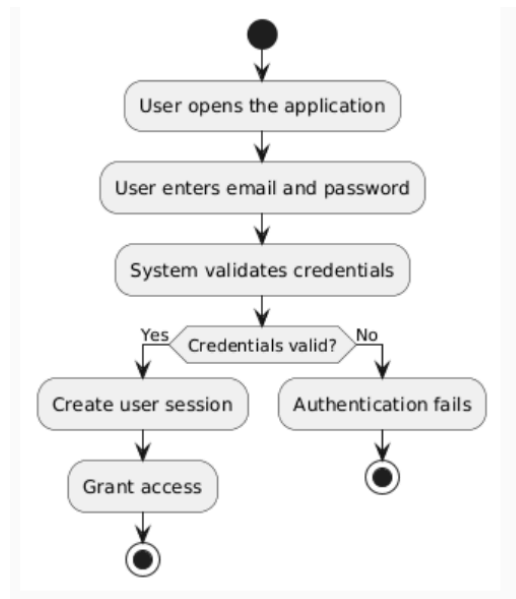 User opens the application
User enters email and password
System validates credentials
Yes
Credentials valid?
No
Create user session
Authentication fails
Grant access